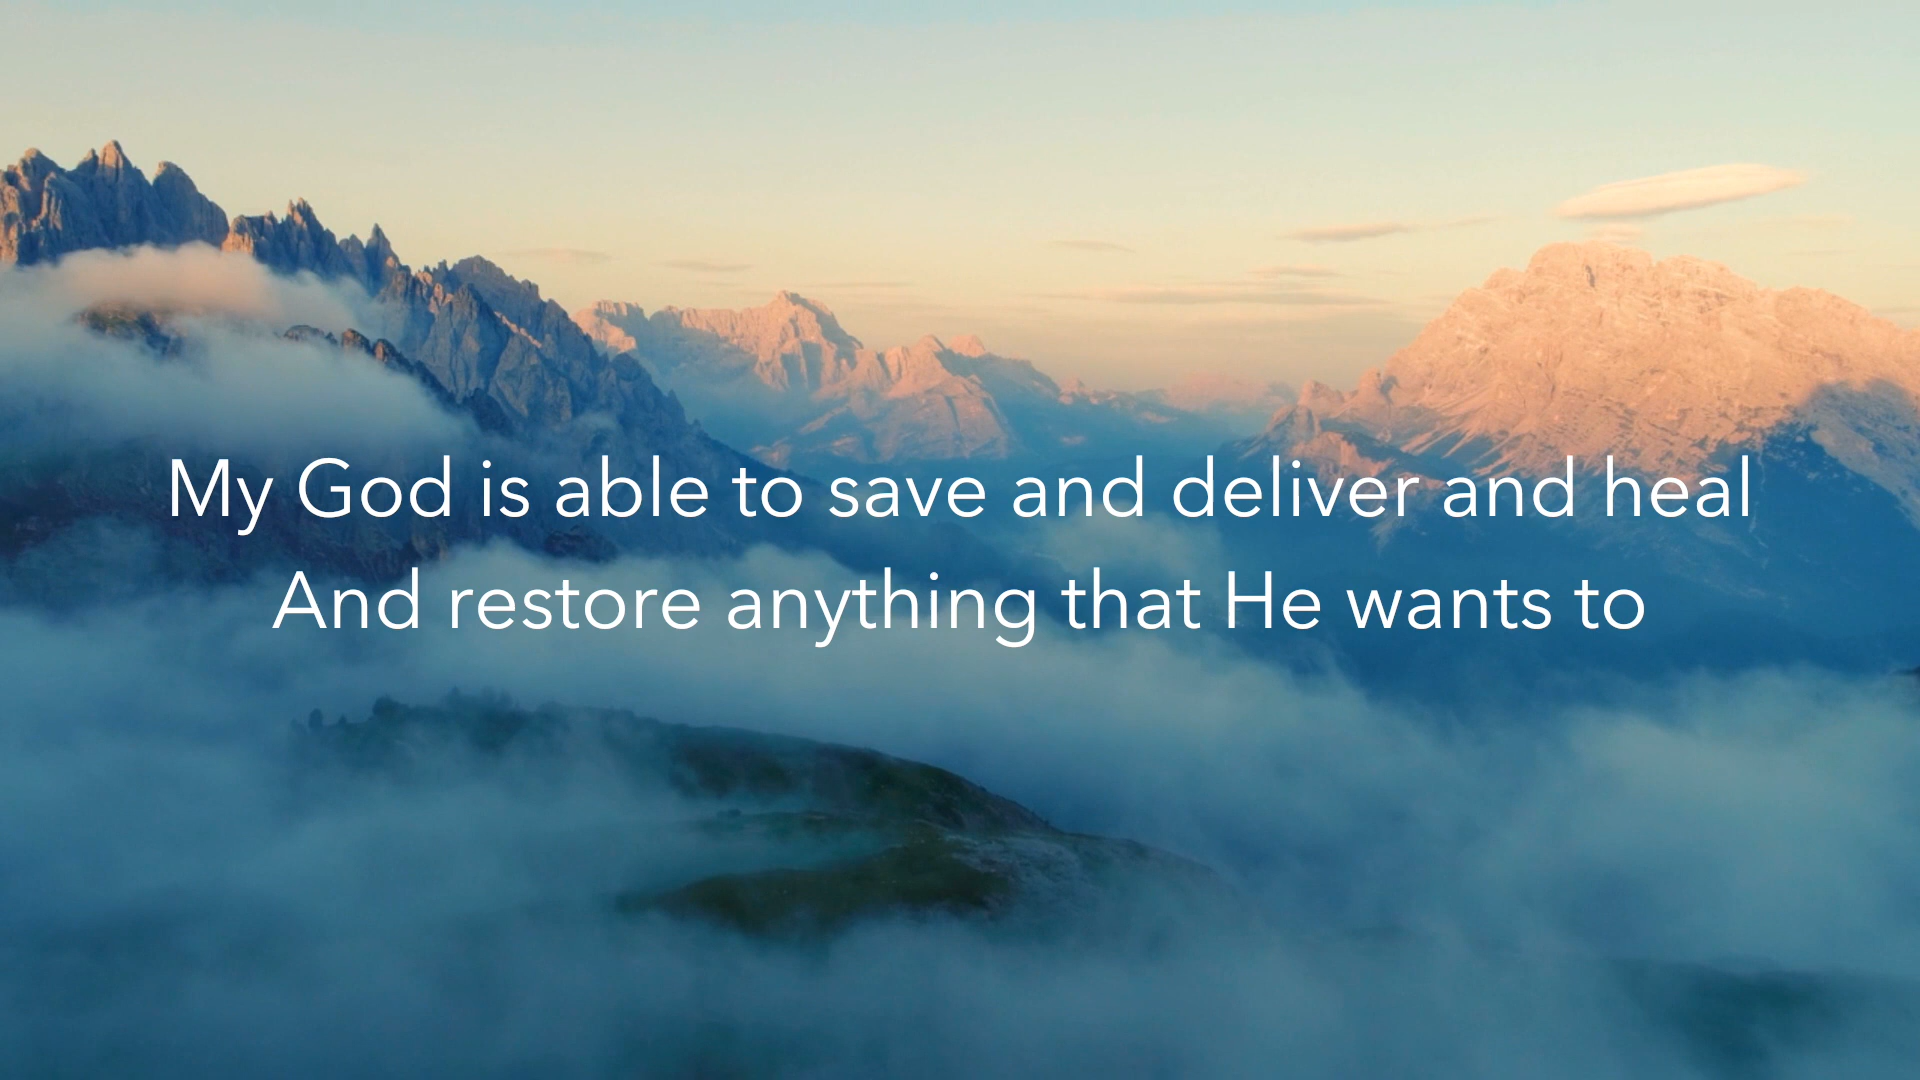 My God is able to save and deliver and heal
And restore anything that He wants to